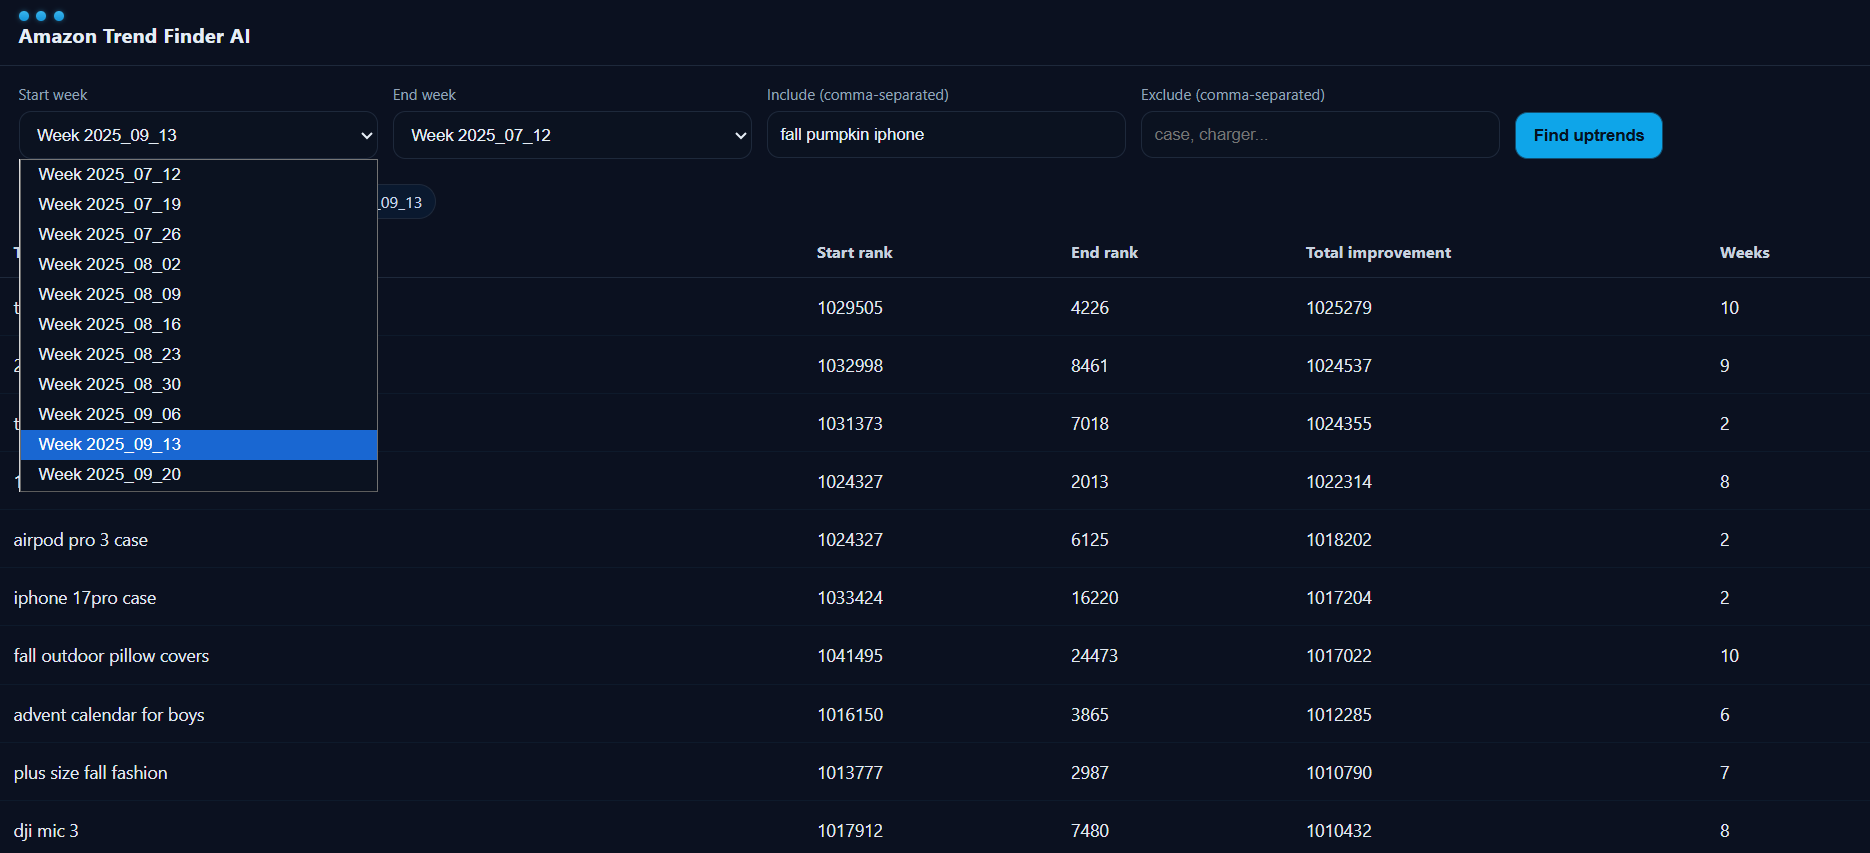 Amazon Trend Finder AI
Start week End week Include (comma-separated) Exclude (comma-separated)
Week 2025_09_13 Week 2025_07_12 fall pumpkin iphone case, charger... Find uptrends
Week 2025_07_12
Week 2025_07_19
_09_13
Week 2025_07_26
Start rank End rank Total improvement Weeks
Week 2025_08_02
Week 2025_08_09
1029505 4226 1025279 10
Week 2025_08_16
Week 2025_08_23
1032998 8461 1024537 9
Week 2025_08_30
Week 2025_09_06
1031373 7018 1024355 2
Week 2025_09_13
Week 2025_09_20
1024327 2013 1022314 8
airpod pro 3 case 1024327 6125 1018202 2
iphone 17pro case 1033424 16220 1017204 2
fall outdoor pillow covers 1041495 24473 1017022 10
advent calendar for boys 1016150 3865 1012285 6
plus size fall fashion 1013777 2987 1010790 7
dji mic 3 1017912 7480 1010432 8